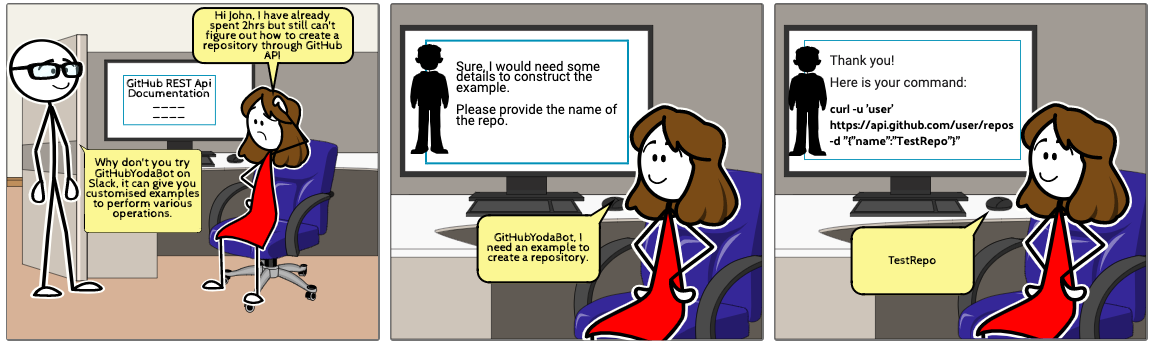 Hi John, I have already
spent 2hrs but still can't
figure out how to create a
repository through GitHub
API
GitHub REST Api
Documentation
____
____
Why don't you try
GitHubYodaBot on
Slack, it can give you
customised examples
to perform various
operations.
Sure, I would need some
details to construct the
example.
Please provide the name of
the repo.
GitHubYodaBot, I
need an example to
create a repository.
Thank you!
Here is your command:
curl -u 'user'
https://api.github.com/user/repos
-d "{"name":"TestRepo"}"
TestRepo